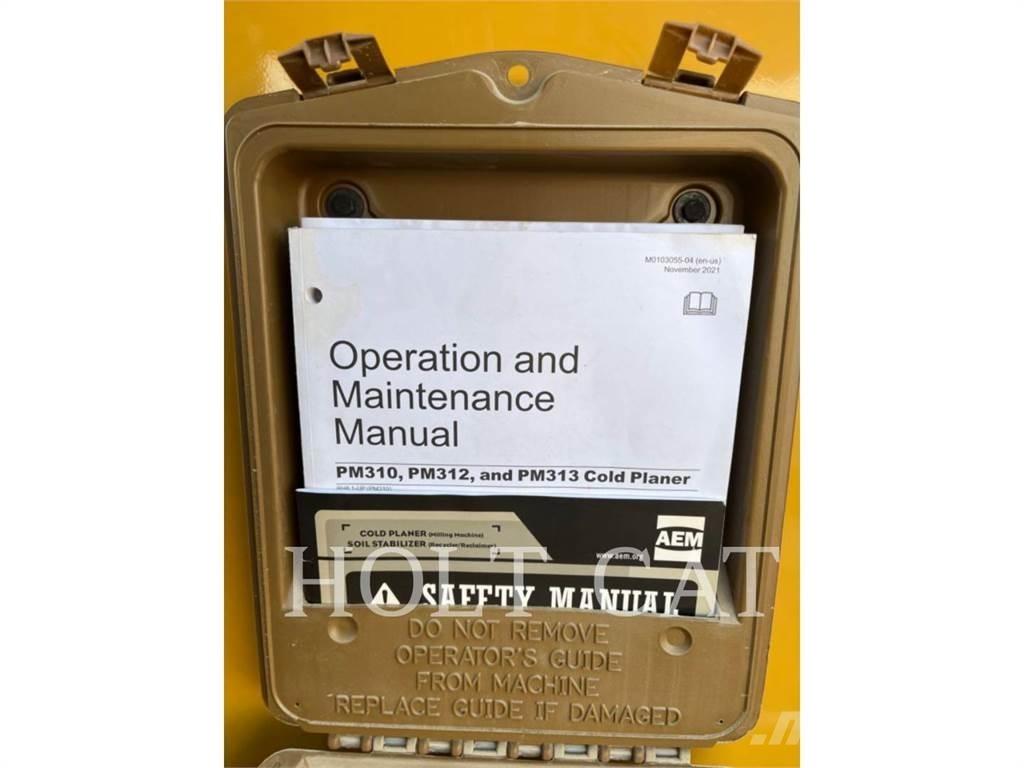 M0103055-04 (en-us)
November 2021
Operation and
Maintenance
Manual
PM310, PM312, and PM313 Cold Planer
COLD PLANER (Milling Machine)
SOIL STABILIZER (Recycler/Reclaimer)
AEM
www.aem.org
HOLT CAT
SAFETY MANUAL
DO NOT REMOVE
OPERATOR'S GUIDE
FROM MACHINE
REPLACE GUIDE IF DAMAGED